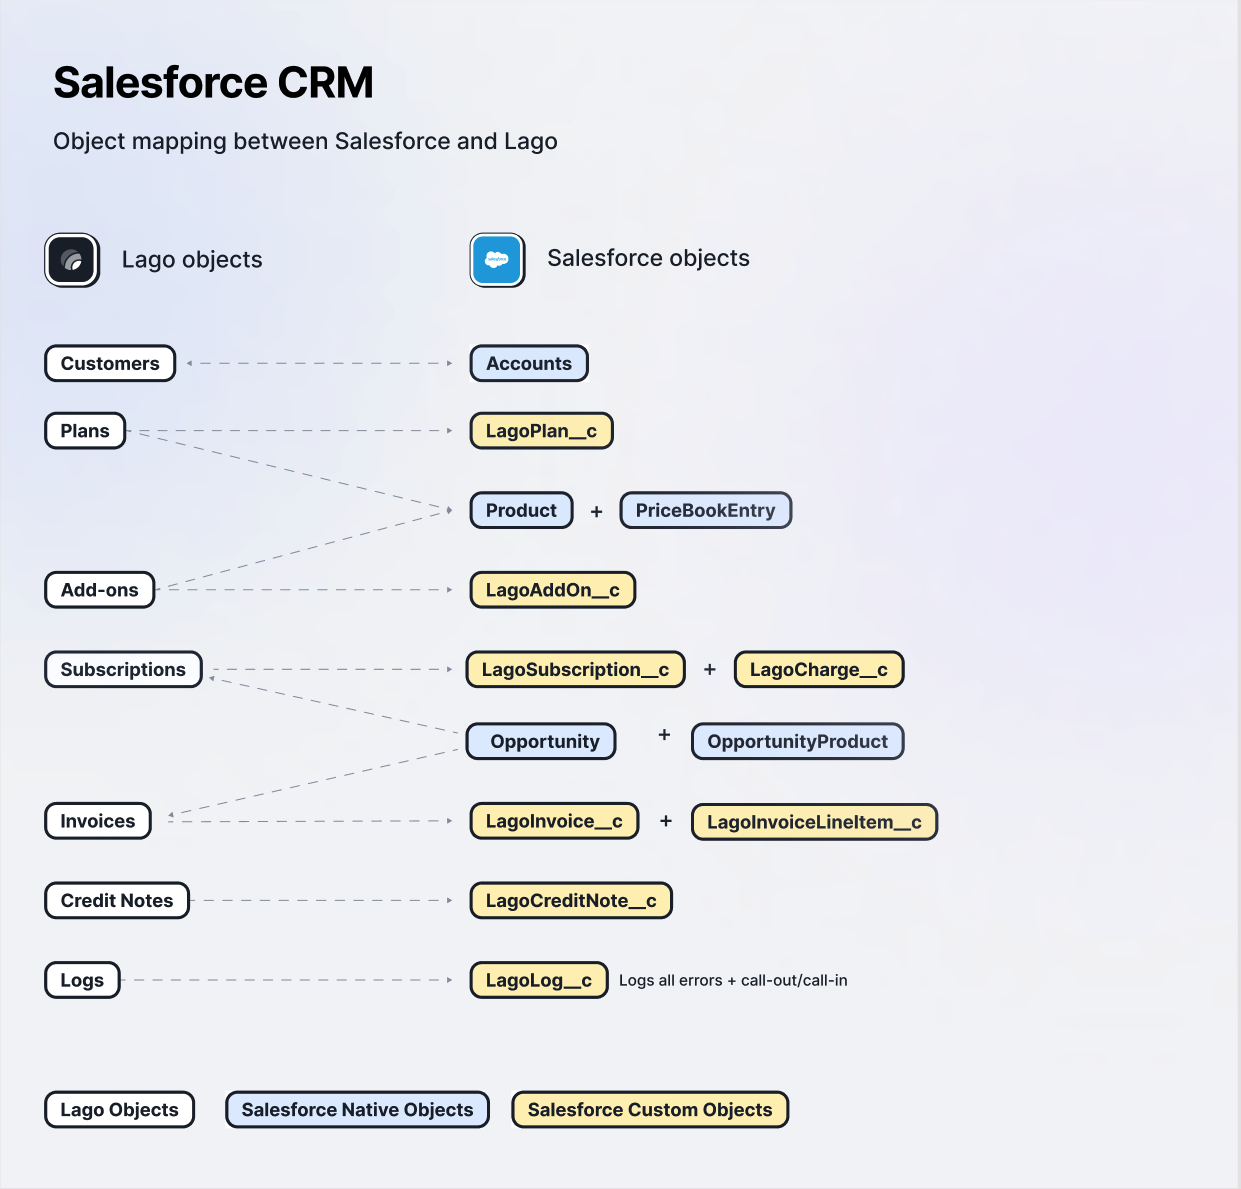 Salesforce CRM
Object mapping between Salesforce and Lago
Lago objects
salesforce
Salesforce objects
Customers
Accounts
Plans
LagoPlan__c
Product + PriceBookEntry
Add-ons
LagoAddOn__c
Subscriptions
LagoSubscription__c + LagoCharge__c
Opportunity + OpportunityProduct
Invoices
LagoInvoice__c + LagoInvoiceLineItem__c
Credit Notes
LagoCreditNote__c
Logs
LagoLog__c Logs all errors + call-out/call-in
Lago Objects
Salesforce Native Objects
Salesforce Custom Objects